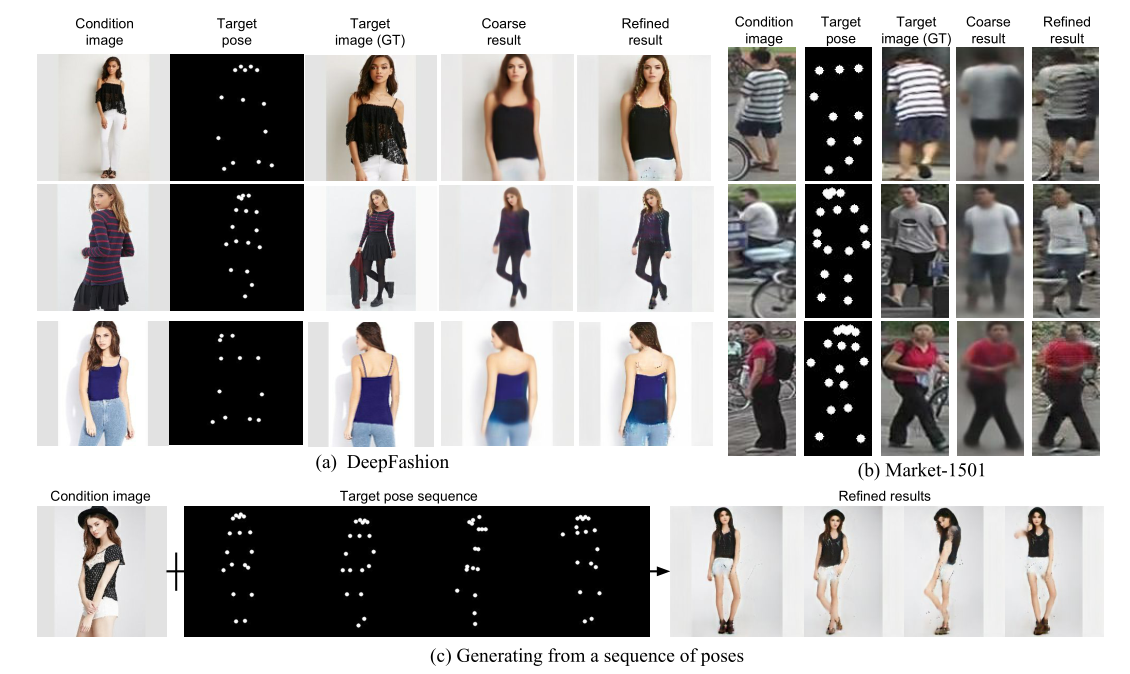 Condition image
Target pose
Target image (GT)
Coarse result
Refined result
Condition image
Target pose
Target image (GT)
Coarse result
Refined result
(a) DeepFashion
(b) Market-1501
Condition image
Target pose sequence
Refined results
(c) Generating from a sequence of poses